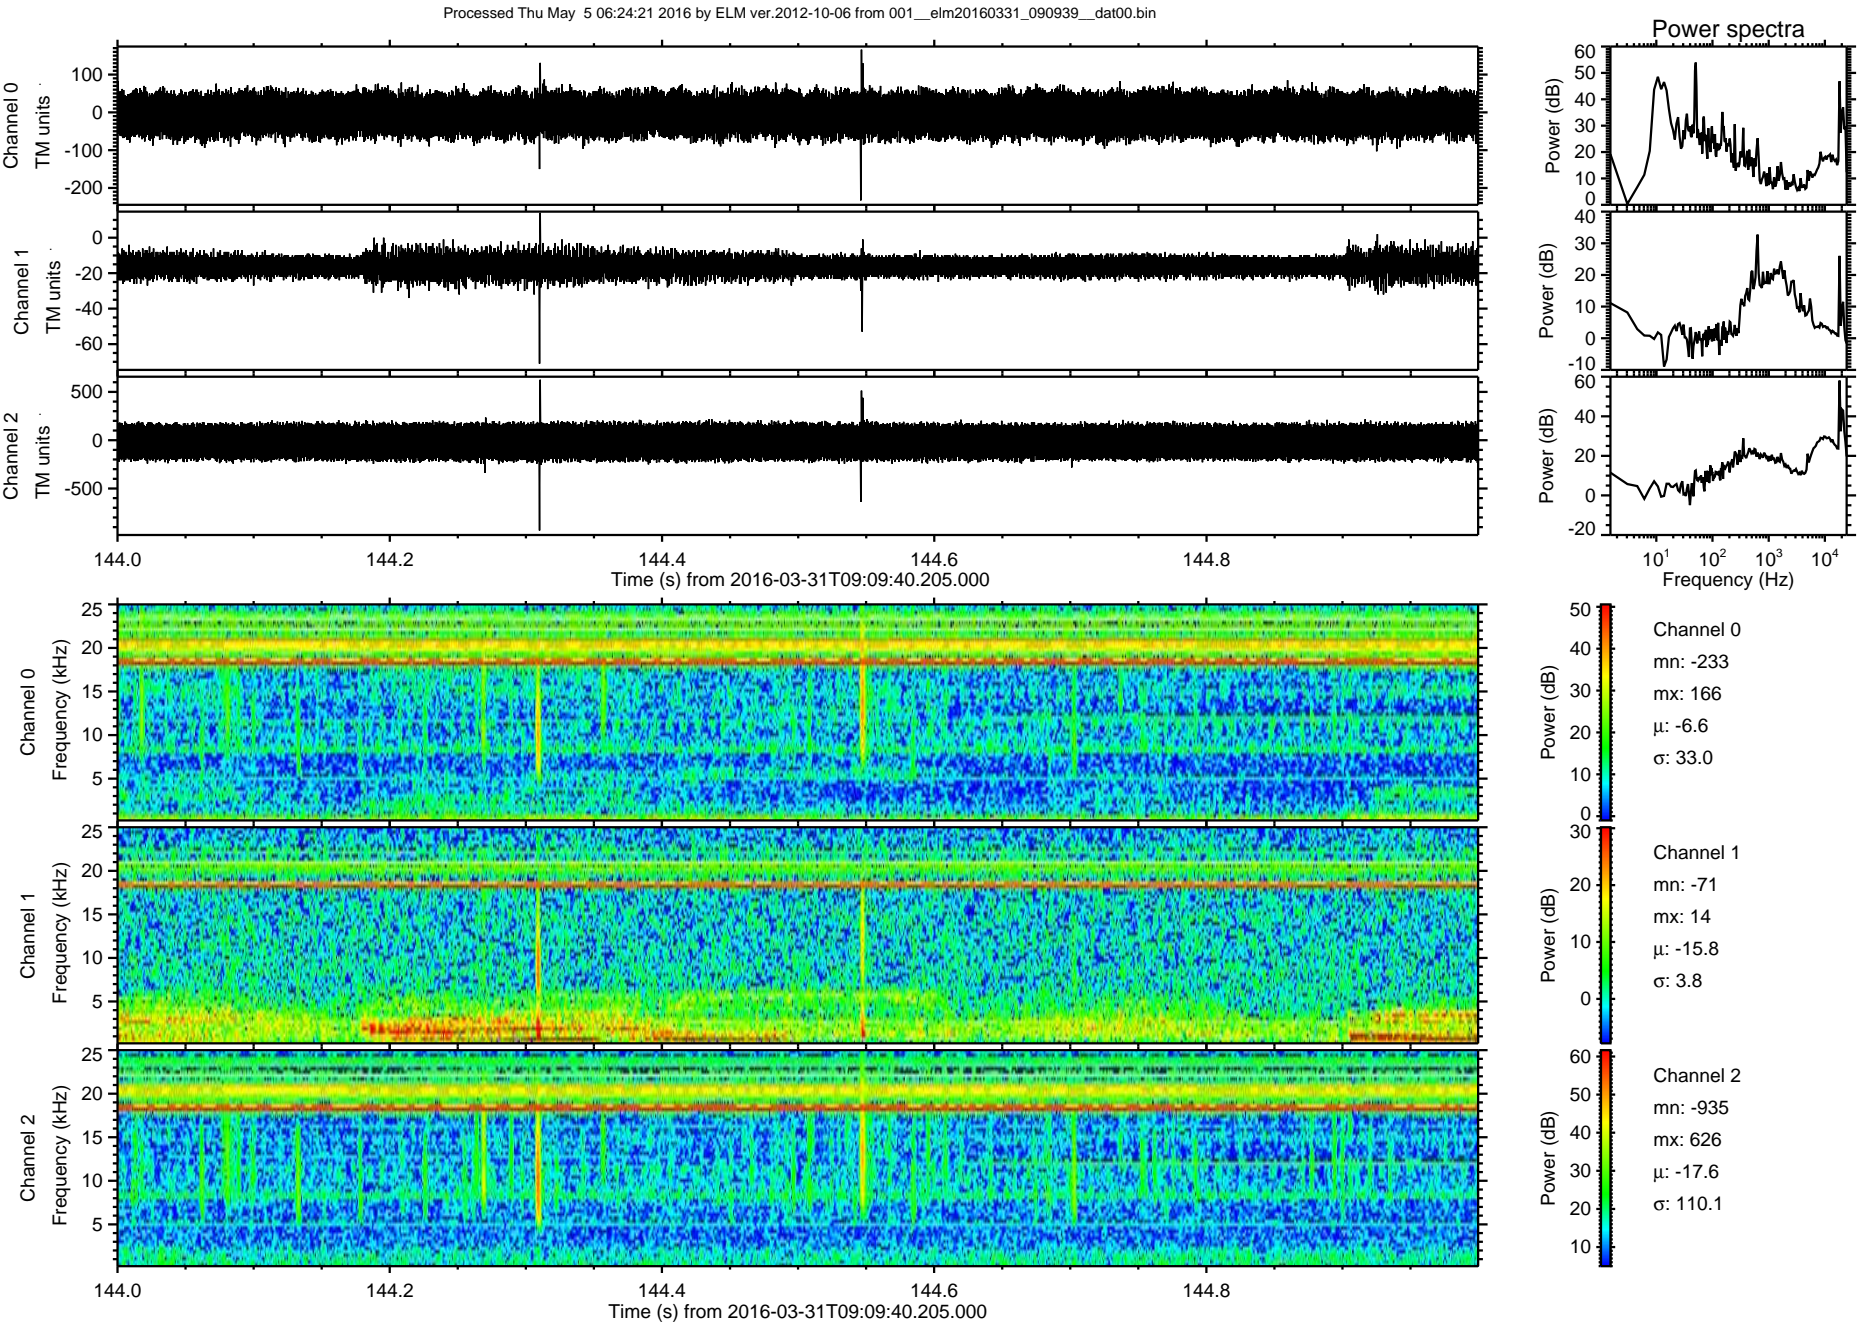 Processed Thu May  5 06:24:21 2016 by ELM ver.2012-10-06 from 001__elm20160331_090939__dat00.bin
Power spectra
Channel 0
TM units
100
0
-100
-200
Power (dB)
60
50
40
30
20
10
0
Channel 1
TM units
0
-20
-40
-60
Power (dB)
40
30
20
10
0
-10
Channel 2
TM units
500
0
-500
Power (dB)
60
40
20
0
-20
144.0
144.2
144.4
144.6
144.8
Time (s) from 2016-03-31T09:09:40.205.000
10^1
10^2
10^3
10^4
Frequency (Hz)
Channel 0
Frequency (kHz)
25
20
15
10
5
Power (dB)
50
40
30
20
10
0
Channel 0
mn: -233
mx: 166
µ: -6.6
σ: 33.0
Channel 1
Frequency (kHz)
25
20
15
10
5
Power (dB)
30
20
10
0
Channel 1
mn: -71
mx: 14
µ: -15.8
σ: 3.8
Channel 2
Frequency (kHz)
25
20
15
10
5
Power (dB)
60
50
40
30
20
10
Channel 2
mn: -935
mx: 626
µ: -17.6
σ: 110.1
144.0
144.2
144.4
144.6
144.8
Time (s) from 2016-03-31T09:09:40.205.000